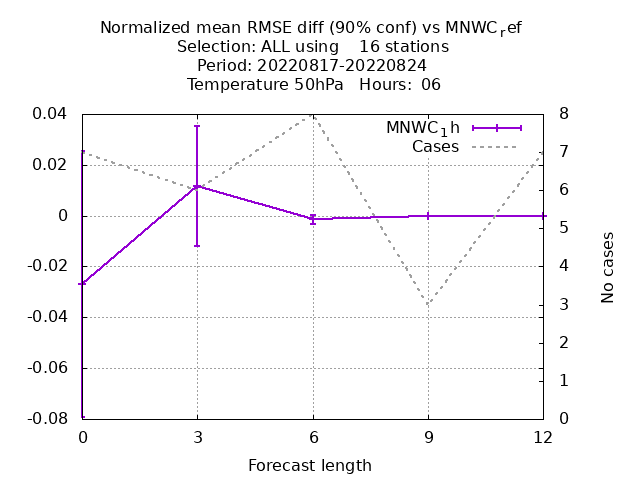 Normalized mean RMSE diff (90% conf) vs MNWC_ref
Selection: ALL using    16 stations
Period: 20220817-20220824
Temperature 50hPa   Hours:  06
MNWC_1h
Cases
0.04
0.02
0
-0.02
-0.04
-0.06
-0.08
8
7
6
5
4
3
2
1
0
No cases
0
3
6
9
12
Forecast length